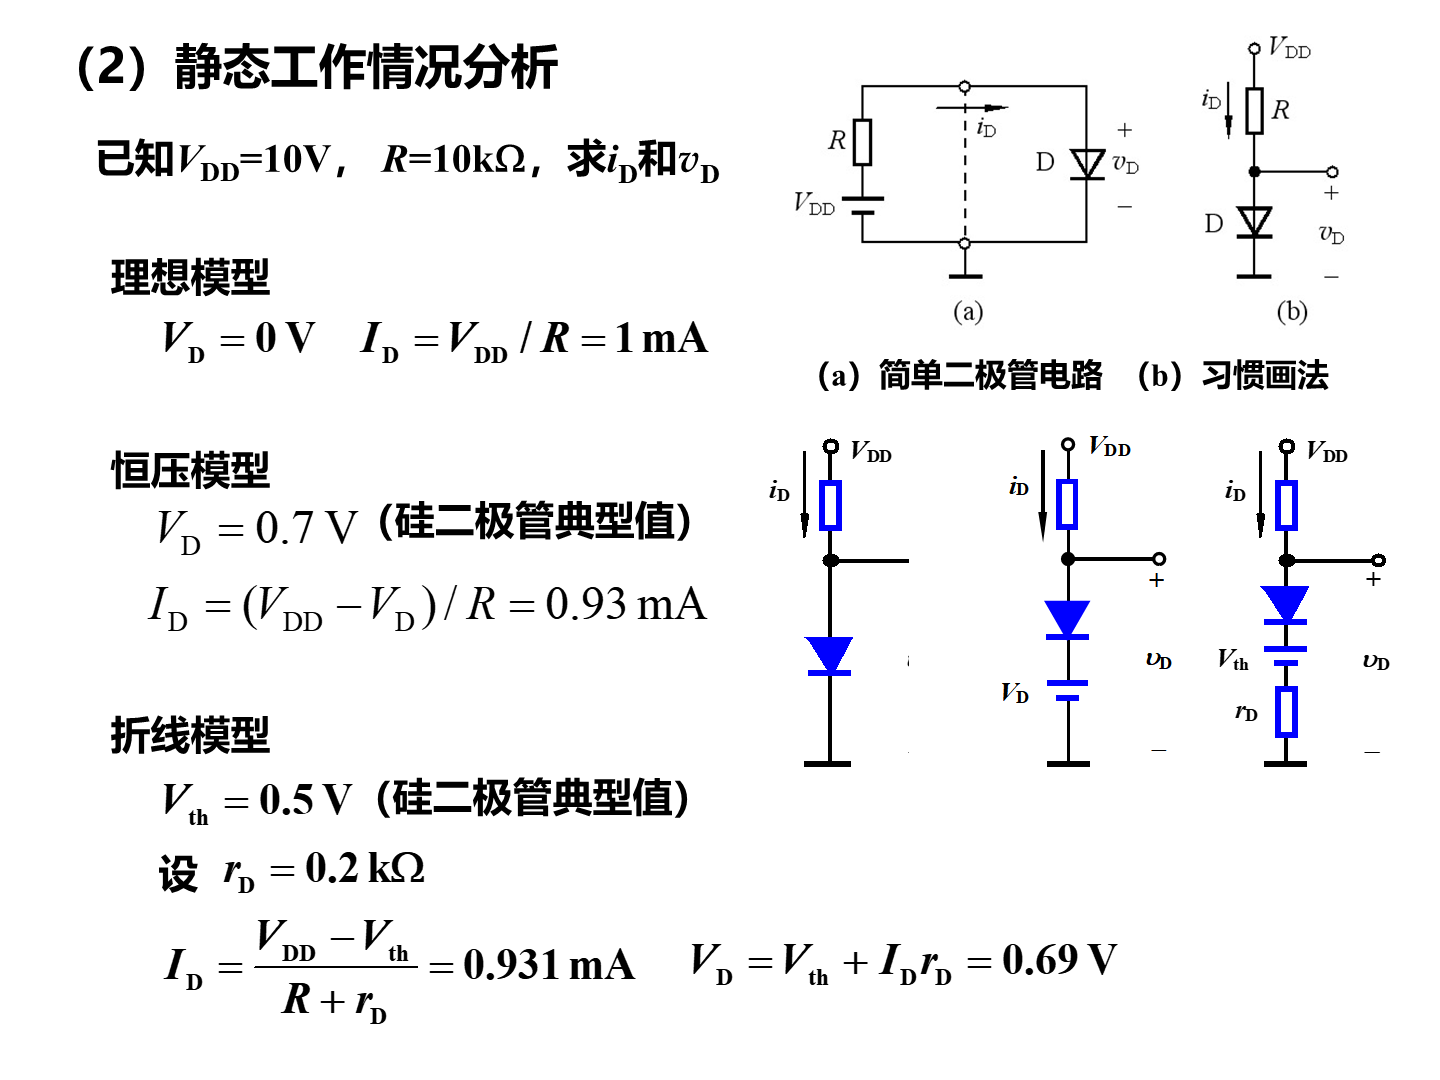 （2）静态工作情况分析
已知VDD=10V， R=10kΩ，求iD和vD
理想模型
VD = 0 V ID = VDD / R = 1 mA
恒压模型
VD = 0.7 V（硅二极管典型值）
ID = (VDD − VD) / R = 0.93 mA
折线模型
Vth = 0.5 V（硅二极管典型值）
设 rD = 0.2 kΩ
ID = (VDD − Vth) / (R + rD) = 0.931 mA VD = Vth + ID rD = 0.69 V
R
VDD
iD
D
+
vD
−
(a)
VDD
iD
R
D
+
vD
−
(b)
（a）简单二极管电路 （b）习惯画法
VDD
iD
VDD
iD
+
VD
υD
−
VDD
iD
+
Vth
rD
υD
−